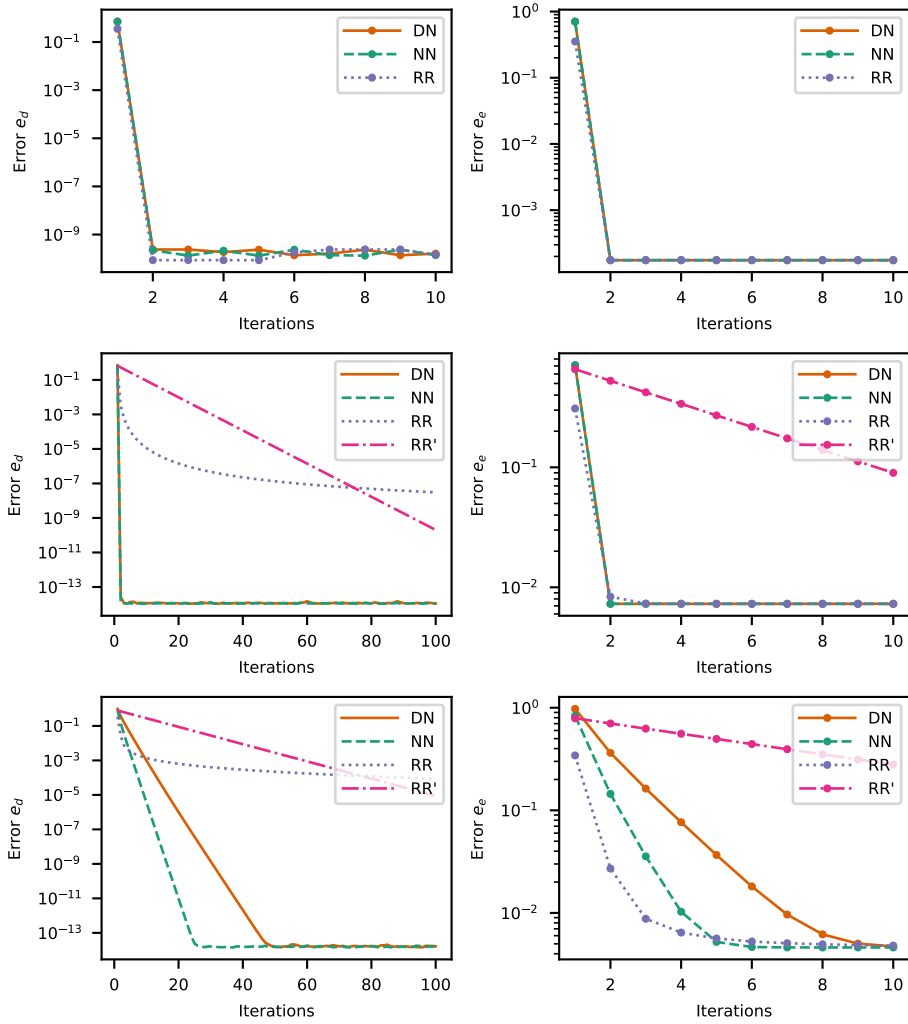 10⁻¹
10⁻³
10⁻⁵
10⁻⁷
10⁻⁹
Error e_d
2 4 6 8 10
Iterations
DN
NN
RR
10⁰
10⁻¹
10⁻²
10⁻³
Error e_e
2 4 6 8 10
Iterations
DN
NN
RR
10⁻¹
10⁻³
10⁻⁵
10⁻⁷
10⁻⁹
10⁻¹¹
10⁻¹³
Error e_d
0 20 40 60 80 100
Iterations
DN
NN
RR
RR'
10⁻¹
10⁻²
Error e_e
2 4 6 8 10
Iterations
DN
NN
RR
RR'
10⁻¹
10⁻³
10⁻⁵
10⁻⁷
10⁻⁹
10⁻¹¹
10⁻¹³
Error e_d
0 20 40 60 80 100
Iterations
DN
NN
RR
RR'
10⁰
10⁻¹
10⁻²
Error e_e
2 4 6 8 10
Iterations
DN
NN
RR
RR'